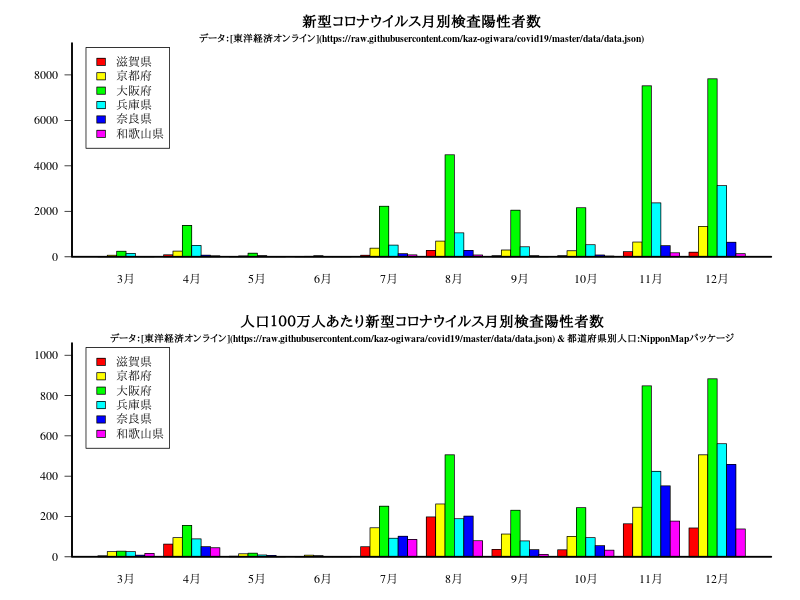 新型コロナウイルス月別検査陽性者数
データ：[東洋経済オンライン](https://raw.githubusercontent.com/kaz-ogiwara/covid19/master/data/data.json)
滋賀県
京都府
大阪府
兵庫県
奈良県
和歌山県
8000
6000
4000
2000
0
3月 4月 5月 6月 7月 8月 9月 10月 11月 12月
人口100万人あたり新型コロナウイルス月別検査陽性者数
データ：[東洋経済オンライン](https://raw.githubusercontent.com/kaz-ogiwara/covid19/master/data/data.json) & 都道府県別人口:NipponMapパッケージ
滋賀県
京都府
大阪府
兵庫県
奈良県
和歌山県
1000
800
600
400
200
0
3月 4月 5月 6月 7月 8月 9月 10月 11月 12月